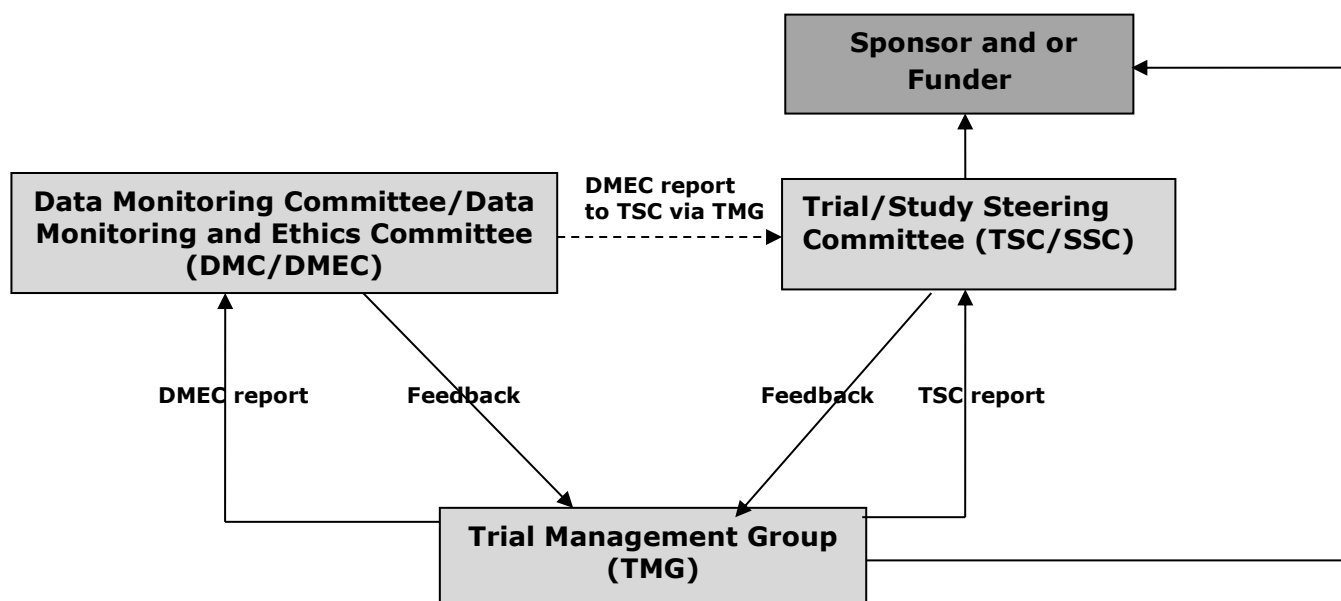 Sponsor and or
Funder
Data Monitoring Committee/Data
Monitoring and Ethics Committee
(DMC/DMEC)
DMEC report
to TSC via TMG
Trial/Study Steering
Committee (TSC/SSC)
DMEC report
Feedback
Feedback
TSC report
Trial Management Group
(TMG)